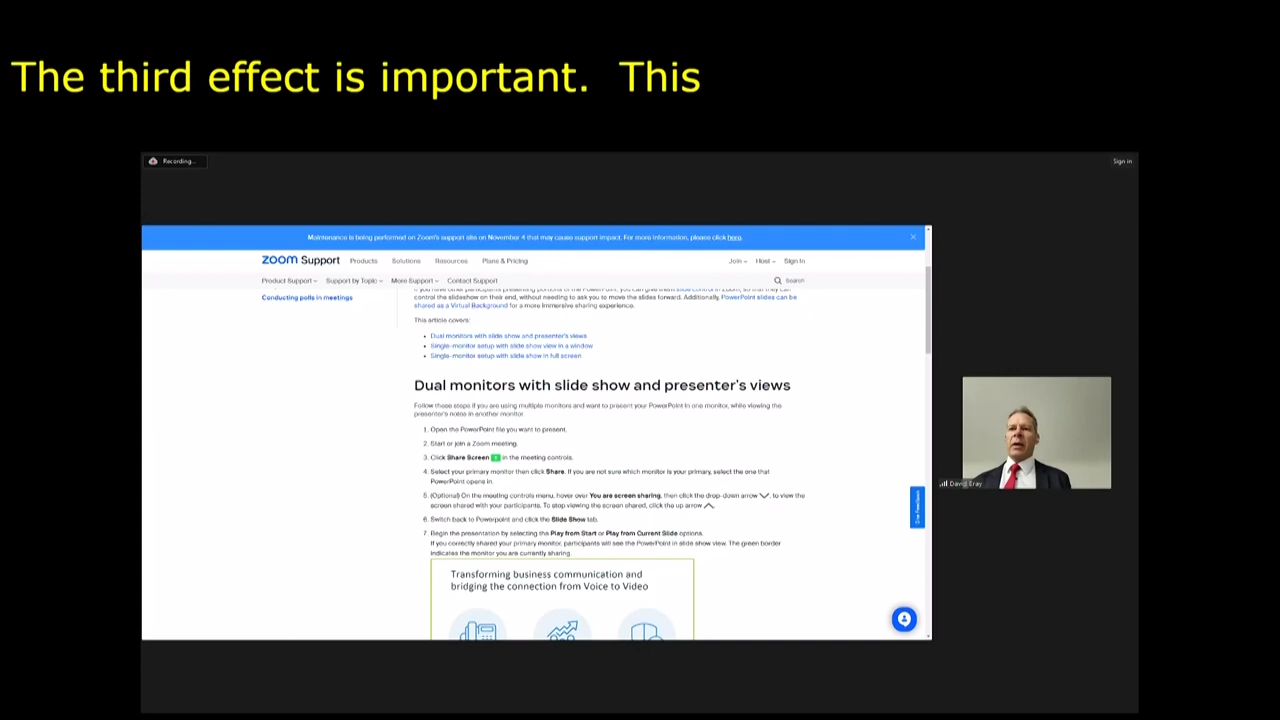 The third effect is important.  This
Recording...
Sign in
Maintenance is being performed on Zoom's support site on November 4 that may cause support impact. For more information, please click here.
zoom Support Products Solutions Resources Plans & Pricing Join Host Sign In
Product Support Support by Topic More Support Contact Support Search
Conducting polls in meetings
control the slideshow on their end, without needing to ask you to move the slides forward. Additionally, PowerPoint slides can be
shared as a Virtual Background for a more immersive sharing experience.
This article covers:
• Dual monitors with slide show and presenter's views
• Single-monitor setup with slide show view in a window
• Single-monitor setup with slide show in full screen
Dual monitors with slide show and presenter's views
Follow these steps if you are using multiple monitors and want to present your PowerPoint in one monitor, while viewing the
presenter's notes in another monitor.
1. Open the PowerPoint file you want to present.
2. Start or join a Zoom meeting.
3. Click Share Screen in the meeting controls.
4. Select your primary monitor then click Share. If you are not sure which monitor is your primary, select the one that
PowerPoint opens in.
5. (Optional) On the meeting controls menu, hover over You are screen sharing, then click the drop-down arrow, to view the
screen shared with your participants. To stop viewing the screen shared, click the up arrow.
6. Switch back to Powerpoint and click the Slide Show tab.
7. Begin the presentation by selecting the Play from Start or Play from Current Slide options.
If you correctly shared your primary monitor, participants will see the PowerPoint in slide show view. The green border
indicates the monitor you are currently sharing.
Transforming business communication and
bridging the connection from Voice to Video
David Eray